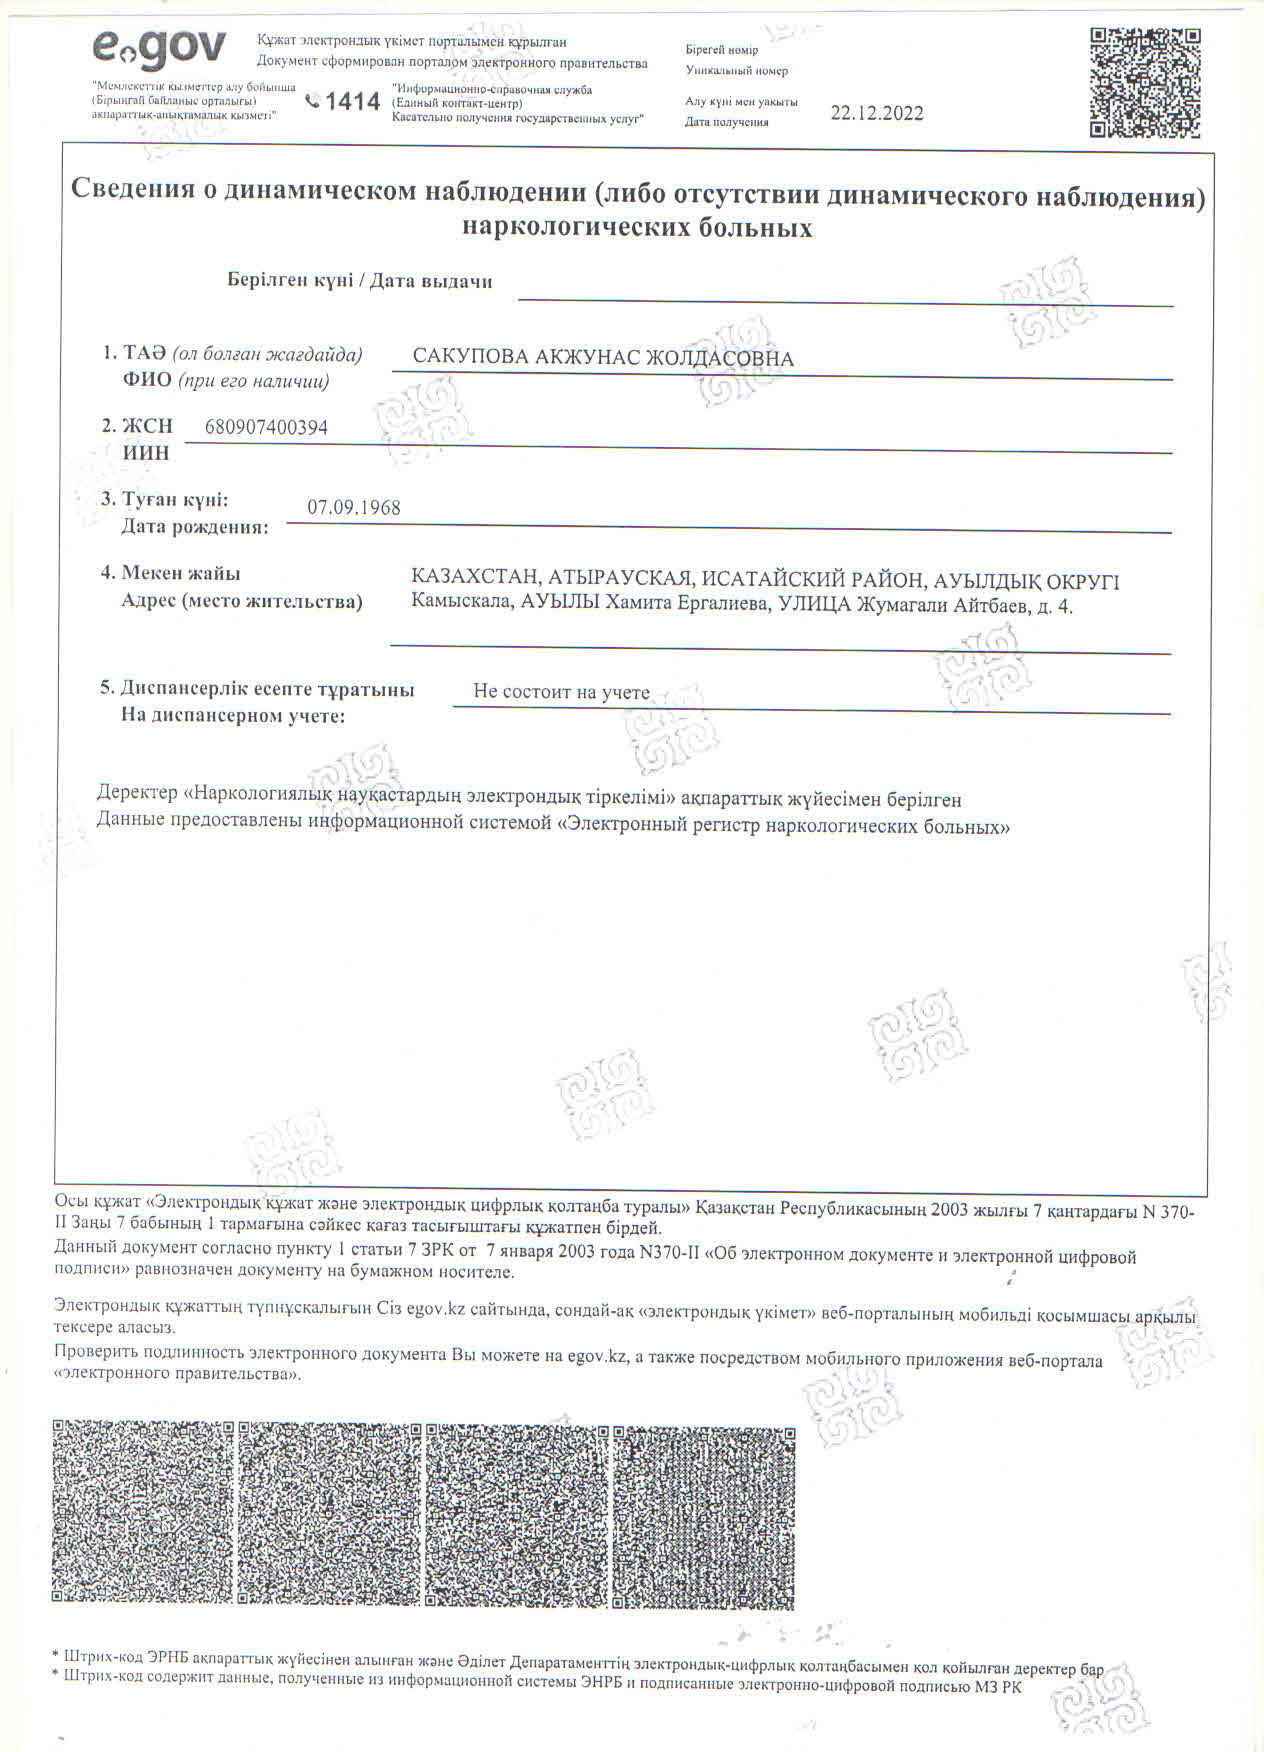 e.gov
Құжат электрондық үкімет порталымен құрылған
Документ сформирован порталом электронного правительства
"Мемлекеттік қызметтер алу бойынша
(Бірыңғай байланыс орталығы)
ақпараттық-анықтамалық қызметі"
1414
"Информационно-справочная служба
(Единый контакт-центр)
Касательно получения государственных услуг"
Бірегей нөмір
Уникальный номер
Алу күні мен уақыты
Дата получения
22.12.2022
Сведения о динамическом наблюдении (либо отсутствии динамического наблюдения)
наркологических больных
Берілген күні / Дата выдачи
1. ТАӘ (ол болған жағдайда)
ФИО (при его наличии)
САКУПОВА АКЖУНАС ЖОЛДАСОВНА
2. ЖСН
ИИН
680907400394
3. Туған күні:
Дата рождения:
07.09.1968
4. Мекен жайы
Адрес (место жительства)
КАЗАХСТАН, АТЫРАУСКАЯ, ИСАТАЙСКИЙ РАЙОН, АУЫЛДЫҚ ОКРУГІ
Камыскала, АУЫЛЫ Хамита Ергалиева, УЛИЦА Жумагали Айтбаев, д. 4.
5. Диспансерлік есепте тұратыны
На диспансерном учете:
Не состоит на учете
Деректер «Наркологиялық науқастардың электрондық тіркелімі» ақпараттық жүйесімен берілген
Данные предоставлены информационной системой «Электронный регистр наркологических больных»
Осы құжат «Электрондық құжат және электрондық цифрлық қолтаңба туралы» Қазақстан Республикасының 2003 жылғы 7 қаңтардағы N 370-
II Заңы 7 бабының 1 тармағына сәйкес қағаз тасығыштағы құжатпен бірдей.
Данный документ согласно пункту 1 статьи 7 ЗРК от 7 января 2003 года N370-II «Об электронном документе и электронной цифровой
подписи» равнозначен документу на бумажном носителе.
Электрондық құжаттың түпнұсқалығын Сіз egov.kz сайтында, сондай-ақ «электрондық үкімет» веб-порталының мобильді қосымшасы арқылы
тексере аласыз.
Проверить подлинность электронного документа Вы можете на egov.kz, а также посредством мобильного приложения веб-портала
«электронного правительства».
* Штрих-код ЭРНБ ақпараттық жүйесінен алынған және Әділет Департаменттің электрондық-цифрлық қолтаңбасымен қол қойылған деректер бар
* Штрих-код содержит данные, полученные из информационной системы ЭНРБ и подписанные электронно-цифровой подписью МЗ РК